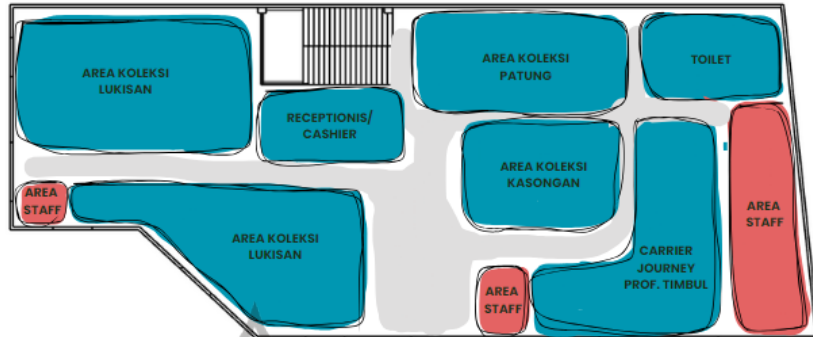 AREA KOLEKSI
LUKISAN
RECEPTIONIS/
CASHIER
AREA KOLEKSI
PATUNG
TOILET
AREA KOLEKSI
KASONGAN
AREA
STAFF
AREA KOLEKSI
LUKISAN
AREA
STAFF
CARRIER
JOURNEY
PROF. TIMBUL
AREA
STAFF